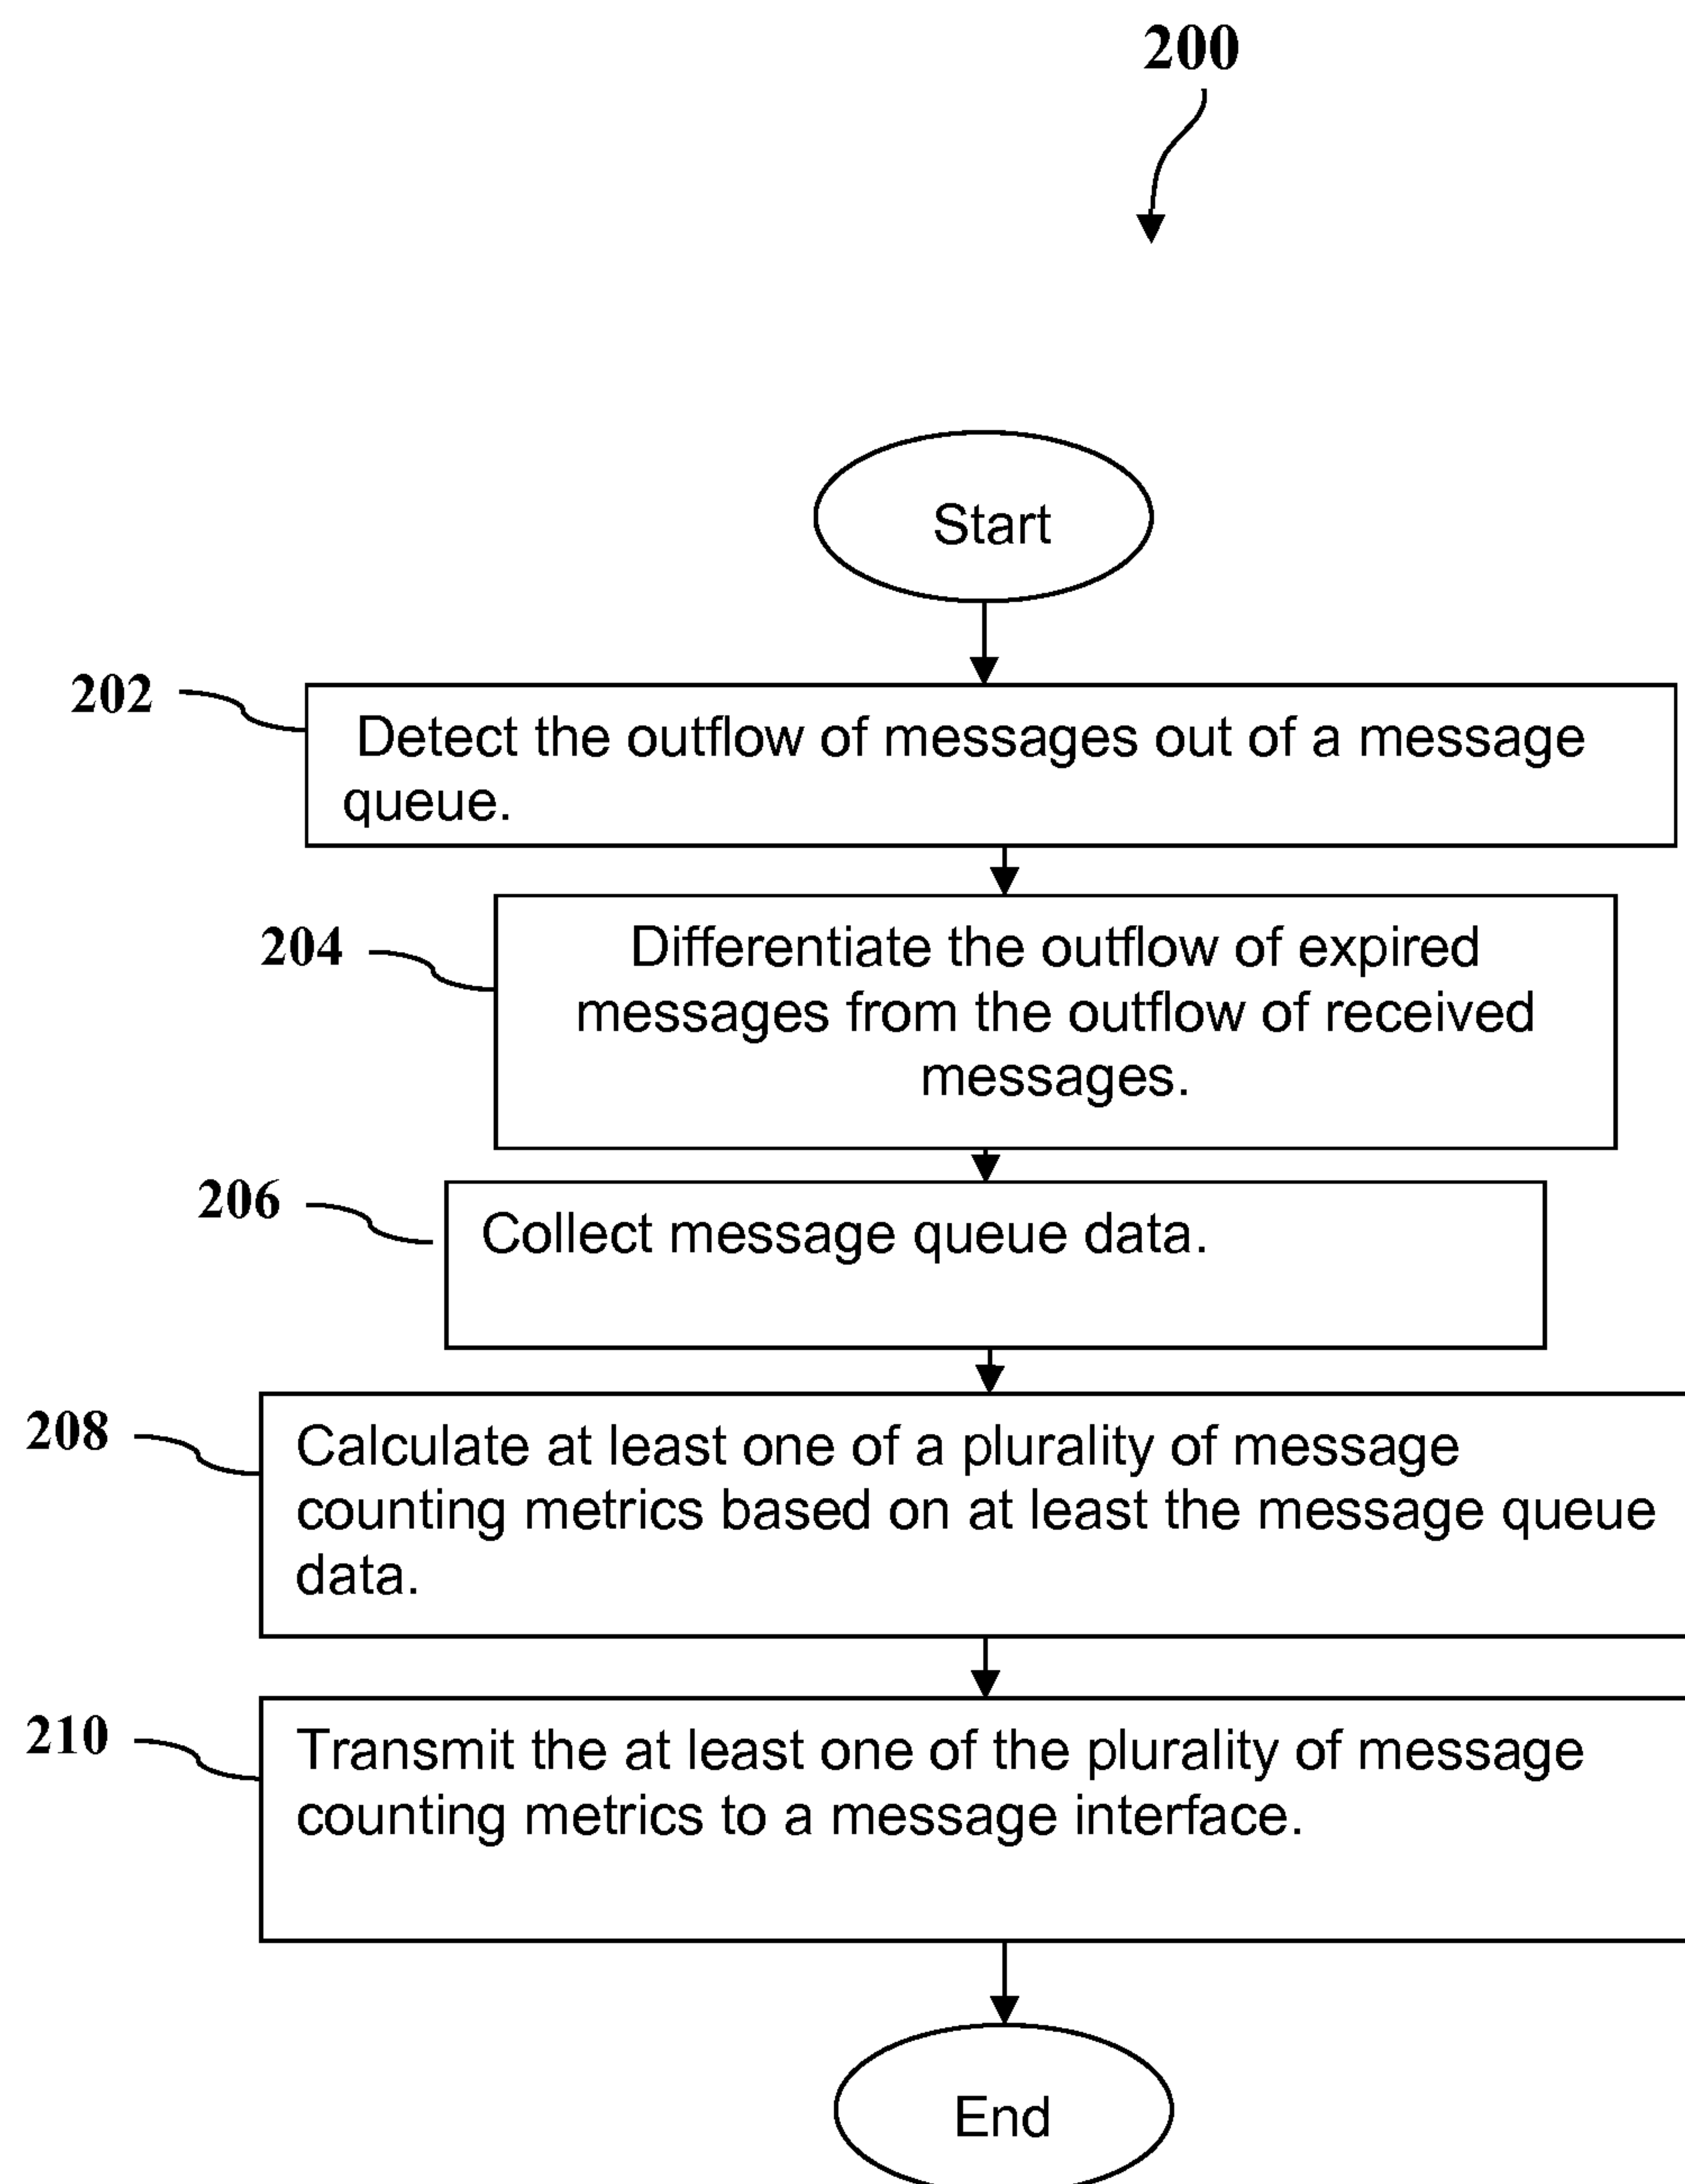 200
Start
202
Detect the outflow of messages out of a message
queue.
204
Differentiate the outflow of expired
messages from the outflow of received
messages.
206
Collect message queue data.
208
Calculate at least one of a plurality of message
counting metrics based on at least the message queue
data.
210
Transmit the at least one of the plurality of message
counting metrics to a message interface.
End